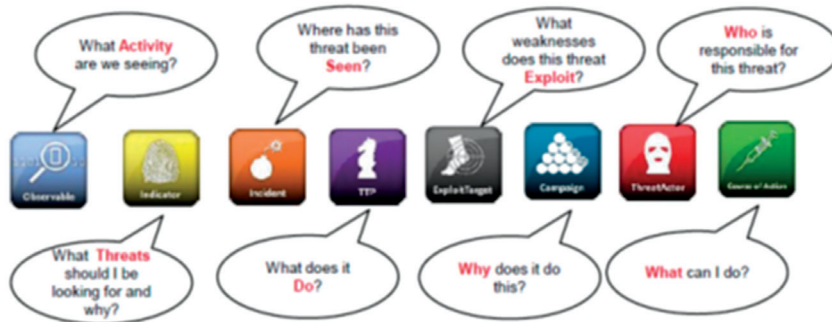 What Activity
are we seeing?
Where has this
threat been
Seen?
What
weaknesses
does this threat
Exploit?
Who is
responsible for
this threat?
Observable
Indicator
Incident
TTP
ExploitTarget
Campaign
ThreatActor
Course of Action
What Threats
should I be
looking for and
why?
What does it
Do?
Why does it do
this?
What can I do?